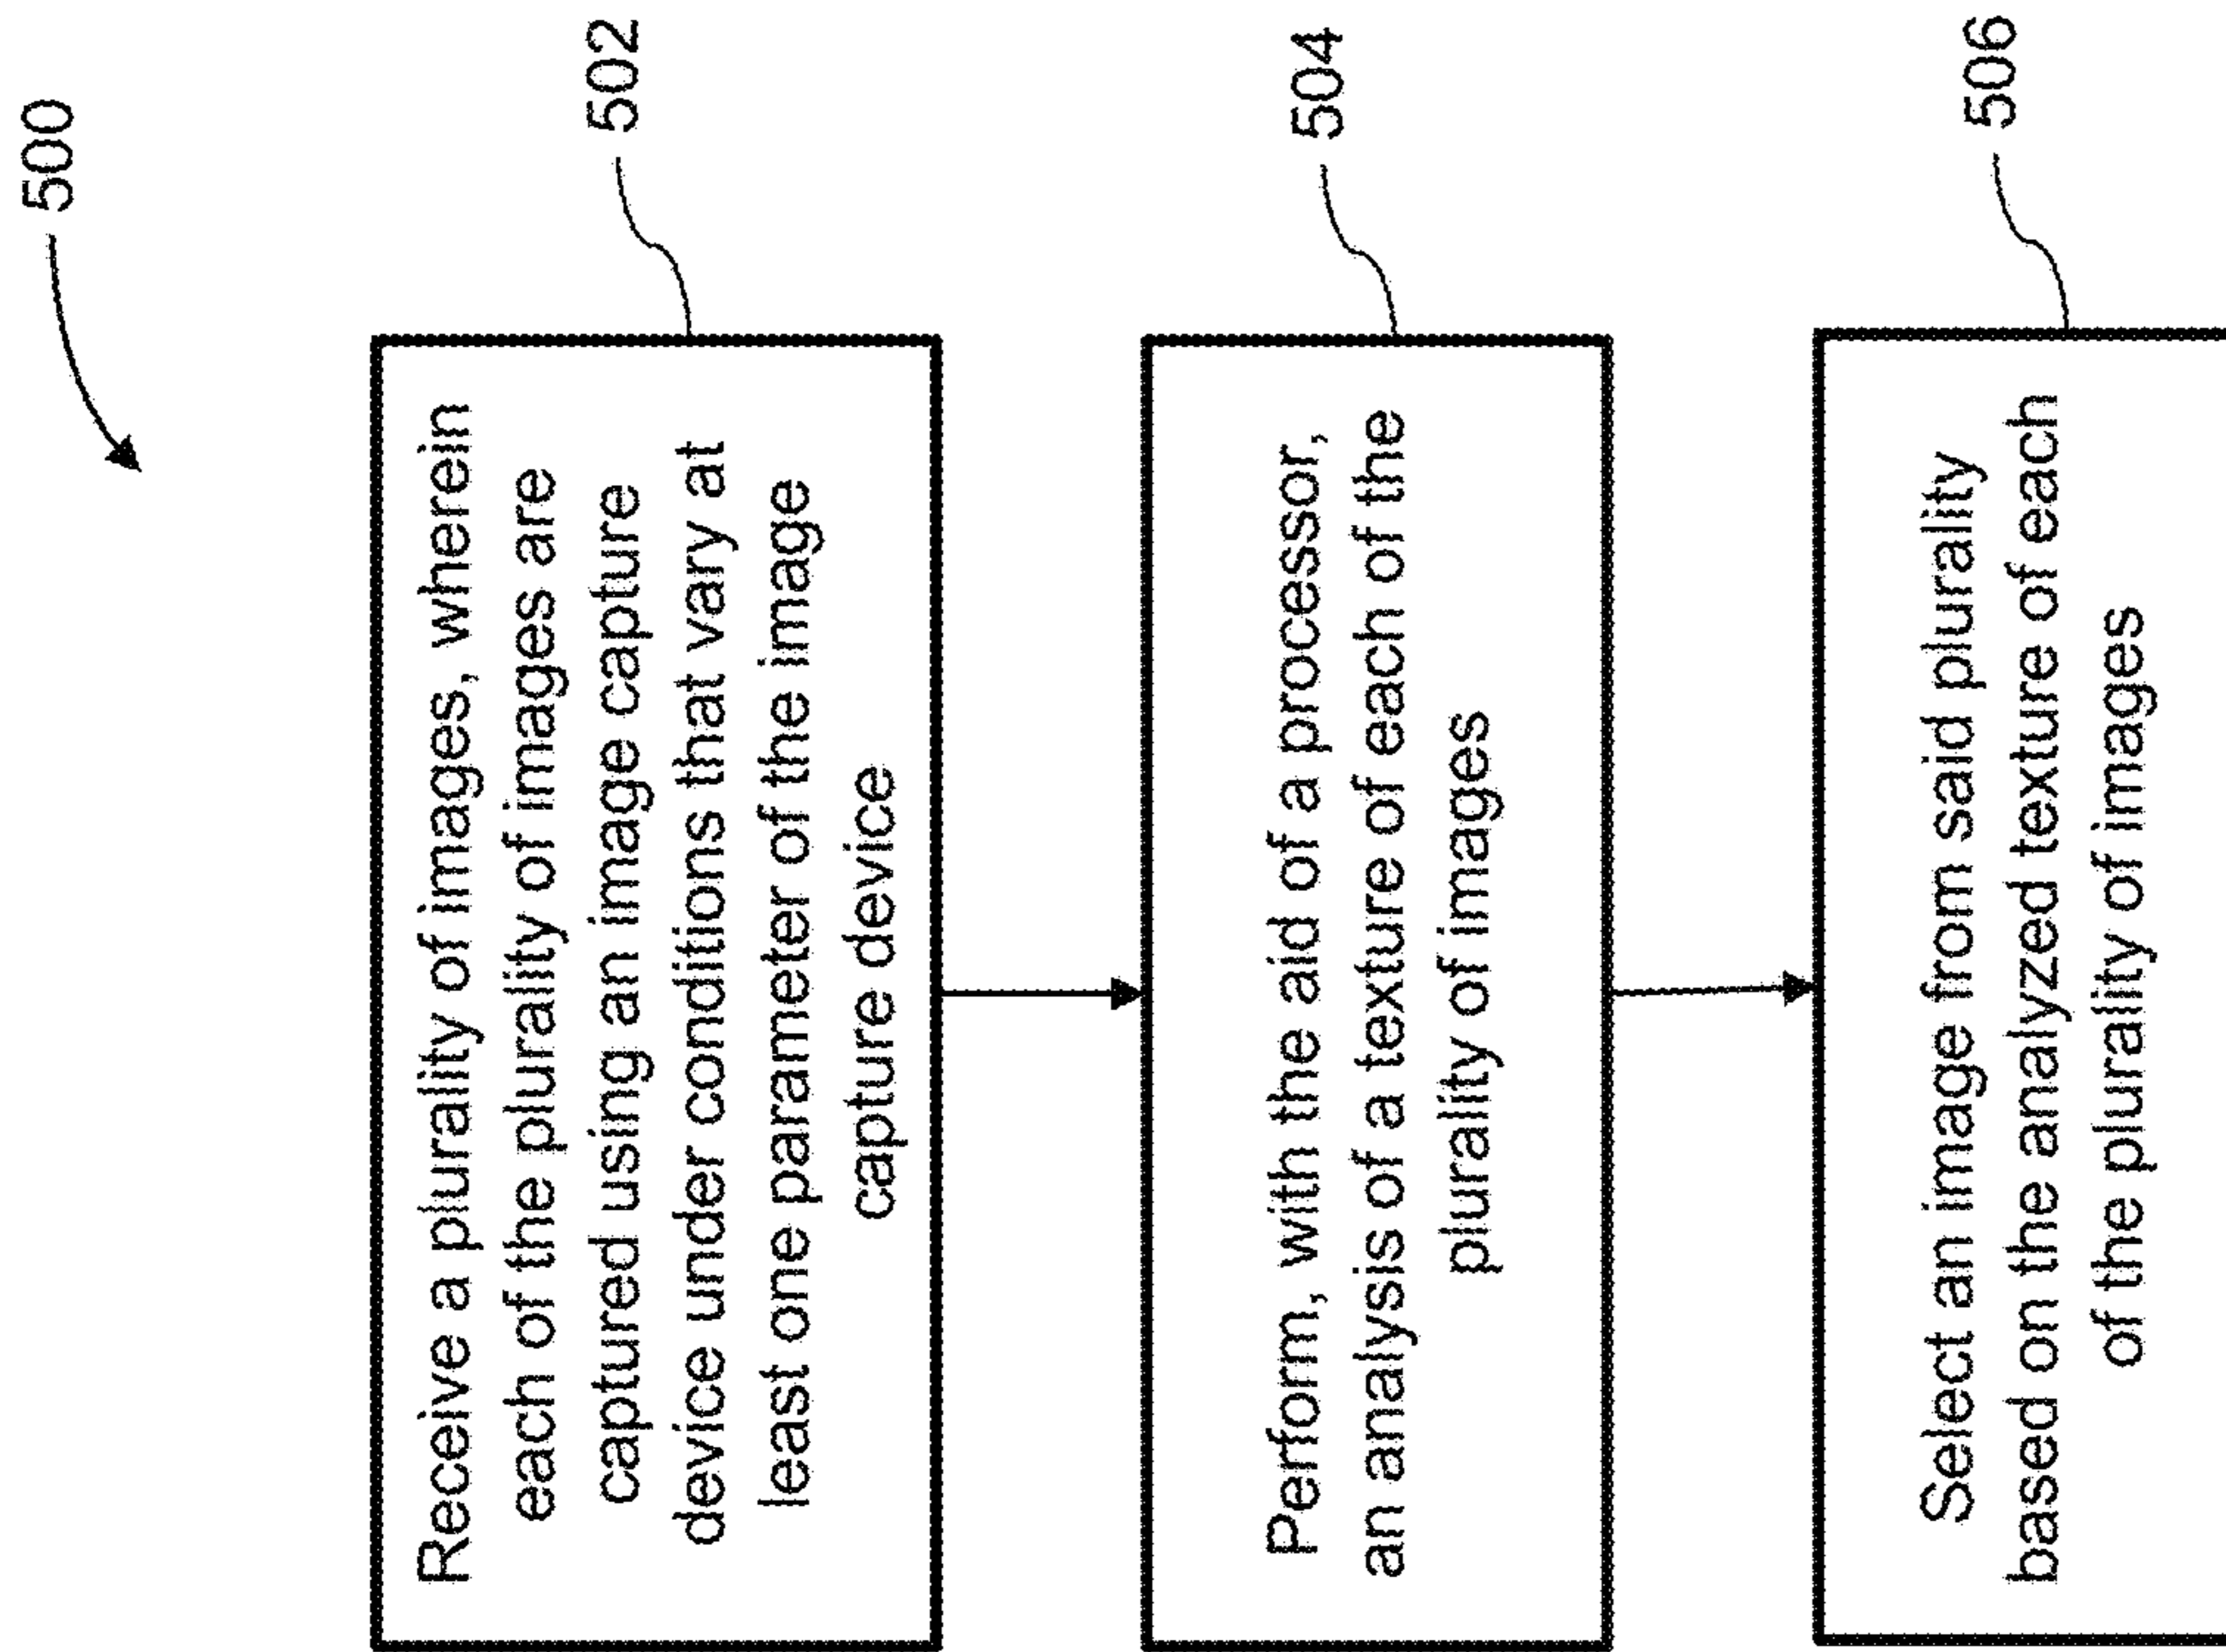 500
Receive a plurality of images, wherein
each of the plurality of images are
captured using an image capture
device under conditions that vary at
least one parameter of the image
capture device
502
Perform, with the aid of a processor,
an analysis of a texture of each of the
plurality of images
504
Select an image from said plurality
based on the analyzed texture of each
of the plurality of images
506